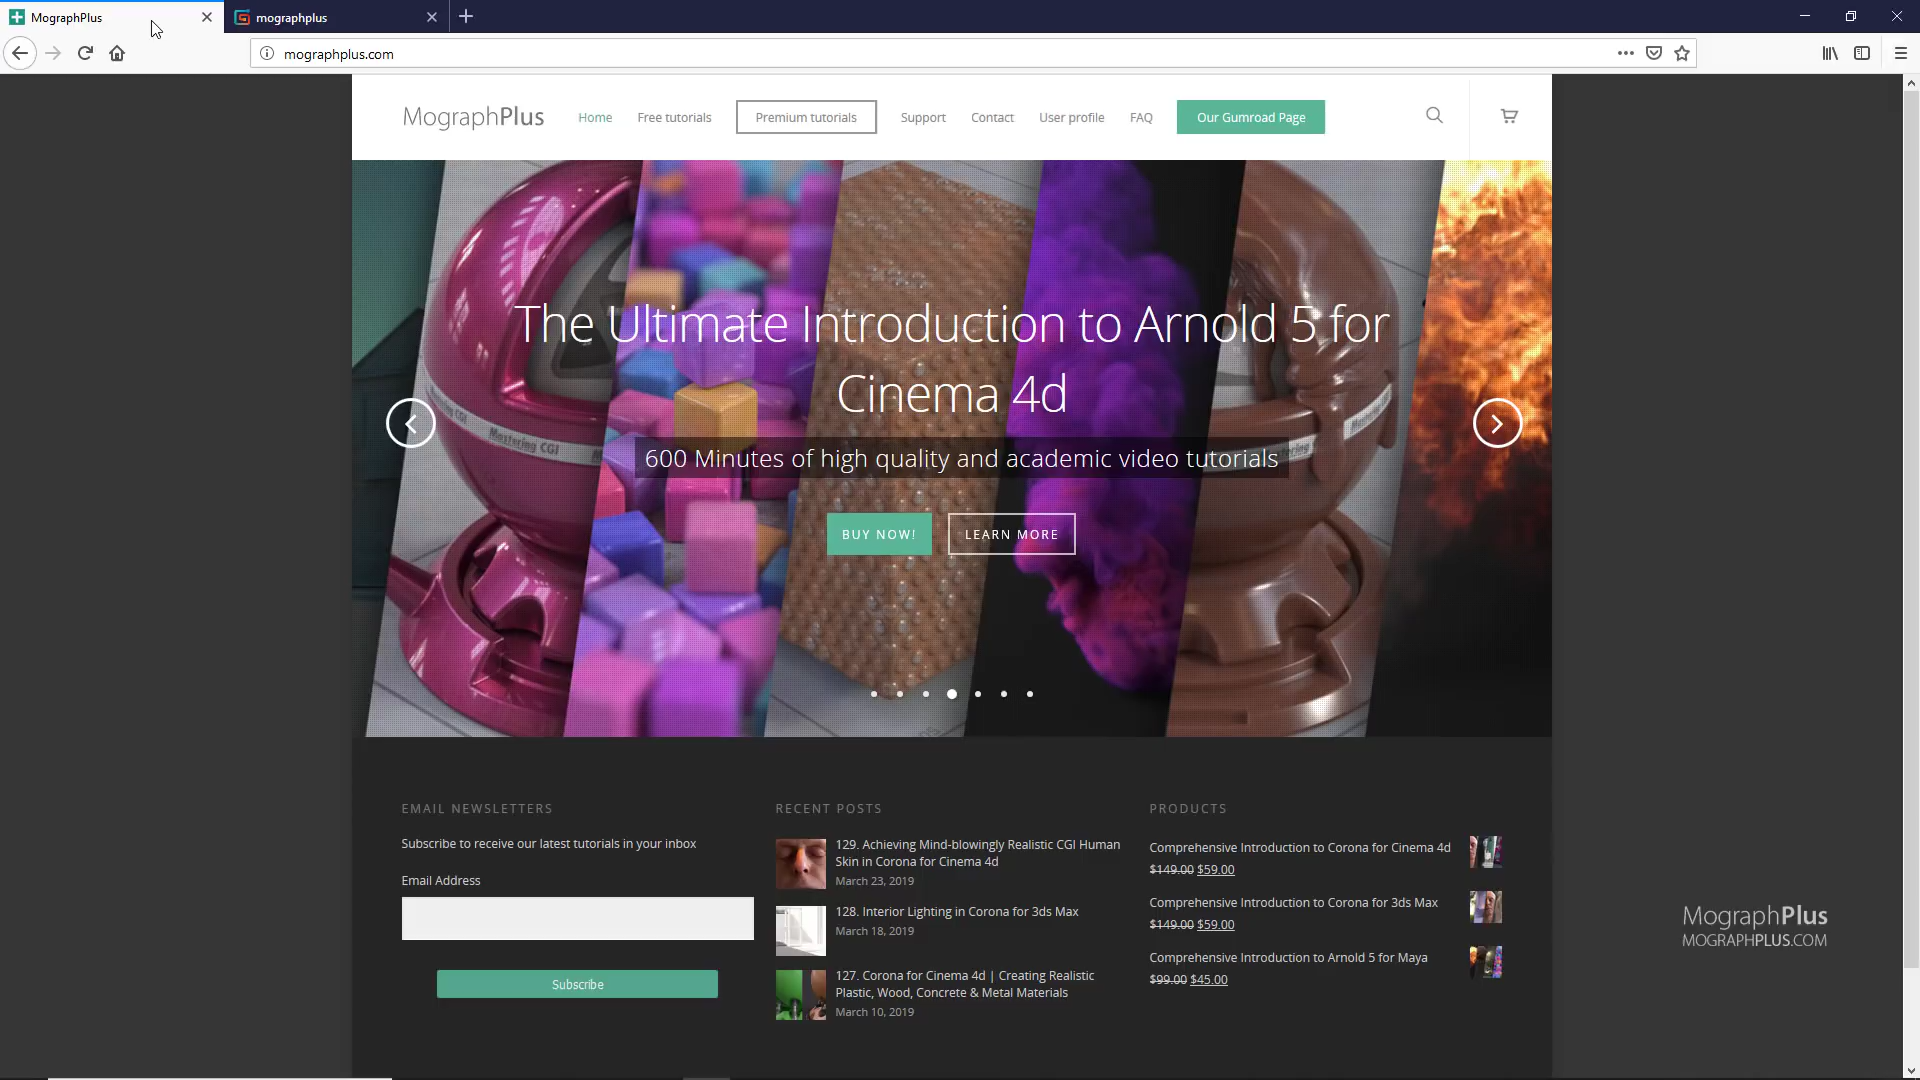 MographPlus
mographplus
mographplus.com
MographPlus
Home
Free tutorials
Premium tutorials
Support
Contact
User profile
FAQ
Our Gumroad Page
The Ultimate Introduction to Arnold 5 for
Cinema 4d
600 Minutes of high quality and academic video tutorials
Mastering CGI
BUY NOW!
LEARN MORE
EMAIL NEWSLETTERS
Subscribe to receive our latest tutorials in your inbox
Email Address
Subscribe
RECENT POSTS
129. Achieving Mind-blowingly Realistic CGI Human
Skin in Corona for Cinema 4d
March 23, 2019
128. Interior Lighting in Corona for 3ds Max
March 18, 2019
127. Corona for Cinema 4d | Creating Realistic
Plastic, Wood, Concrete & Metal Materials
March 10, 2019
PRODUCTS
Comprehensive Introduction to Corona for Cinema 4d
$149.00 $59.00
Comprehensive Introduction to Corona for 3ds Max
$149.00 $59.00
Comprehensive Introduction to Arnold 5 for Maya
$99.00 $45.00
MographPlus
MOGRAPHPLUS.COM